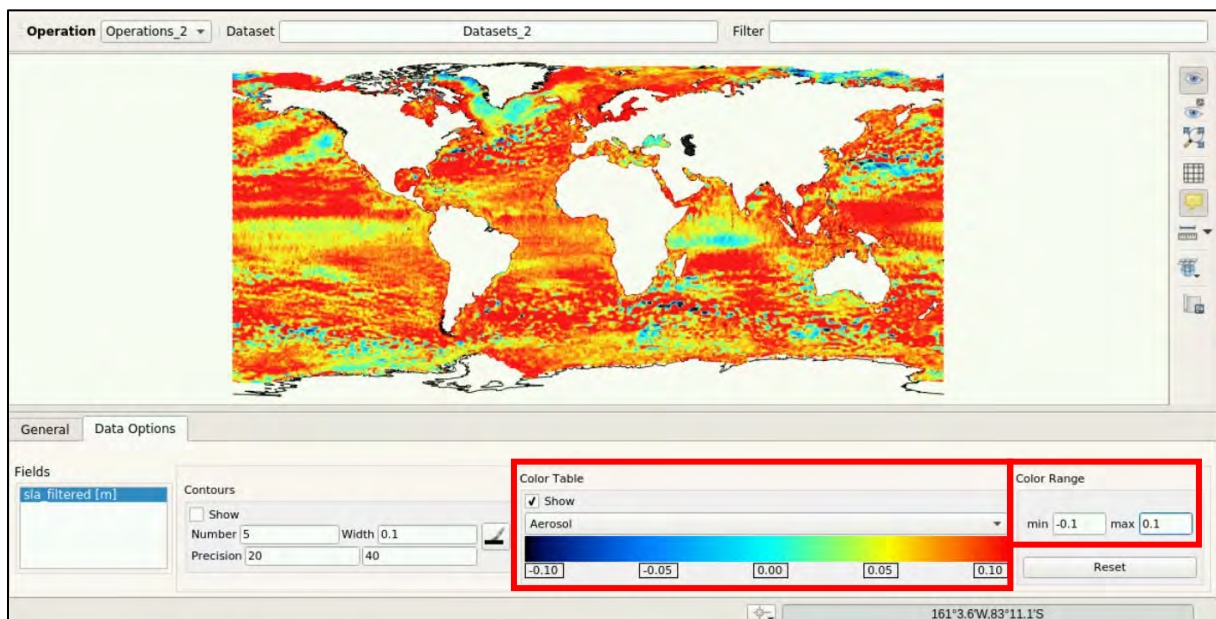 Operation Operations_2 Dataset Datasets_2 Filter
General Data Options
Fields
sla_filtered [m]
Contours
Show
Number 5 Width 0.1
Precision 20 40
Color Table
Show
Aerosol
-0.10 -0.05 0.00 0.05 0.10
Color Range
min -0.1 max 0.1
Reset
161°3.6'W,83°11.1'S